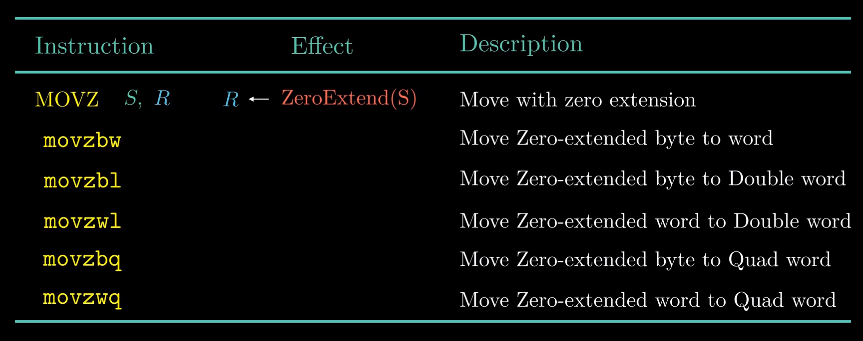 Instruction Effect Description
MOVZ S, R R ← ZeroExtend(S) Move with zero extension
movzbw Move Zero-extended byte to word
movzbl Move Zero-extended byte to Double word
movzwl Move Zero-extended word to Double word
movzbq Move Zero-extended byte to Quad word
movzwq Move Zero-extended word to Quad word